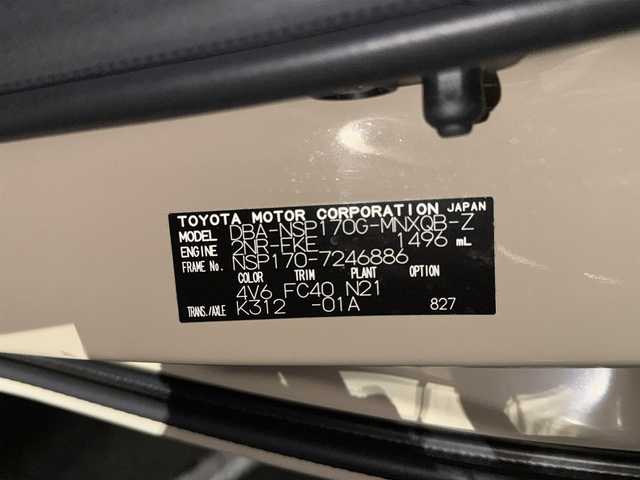 TOYOTA MOTOR CORPORATION JAPAN
MODEL DBA-NSP170G-MNXQB-Z
ENGINE 2NR-FKE 1496 mL
FRAME No. NSP170-7246886
COLOR TRIM PLANT OPTION
4V6 FC40 N21
TRANS./AXLE K312 -01A 827